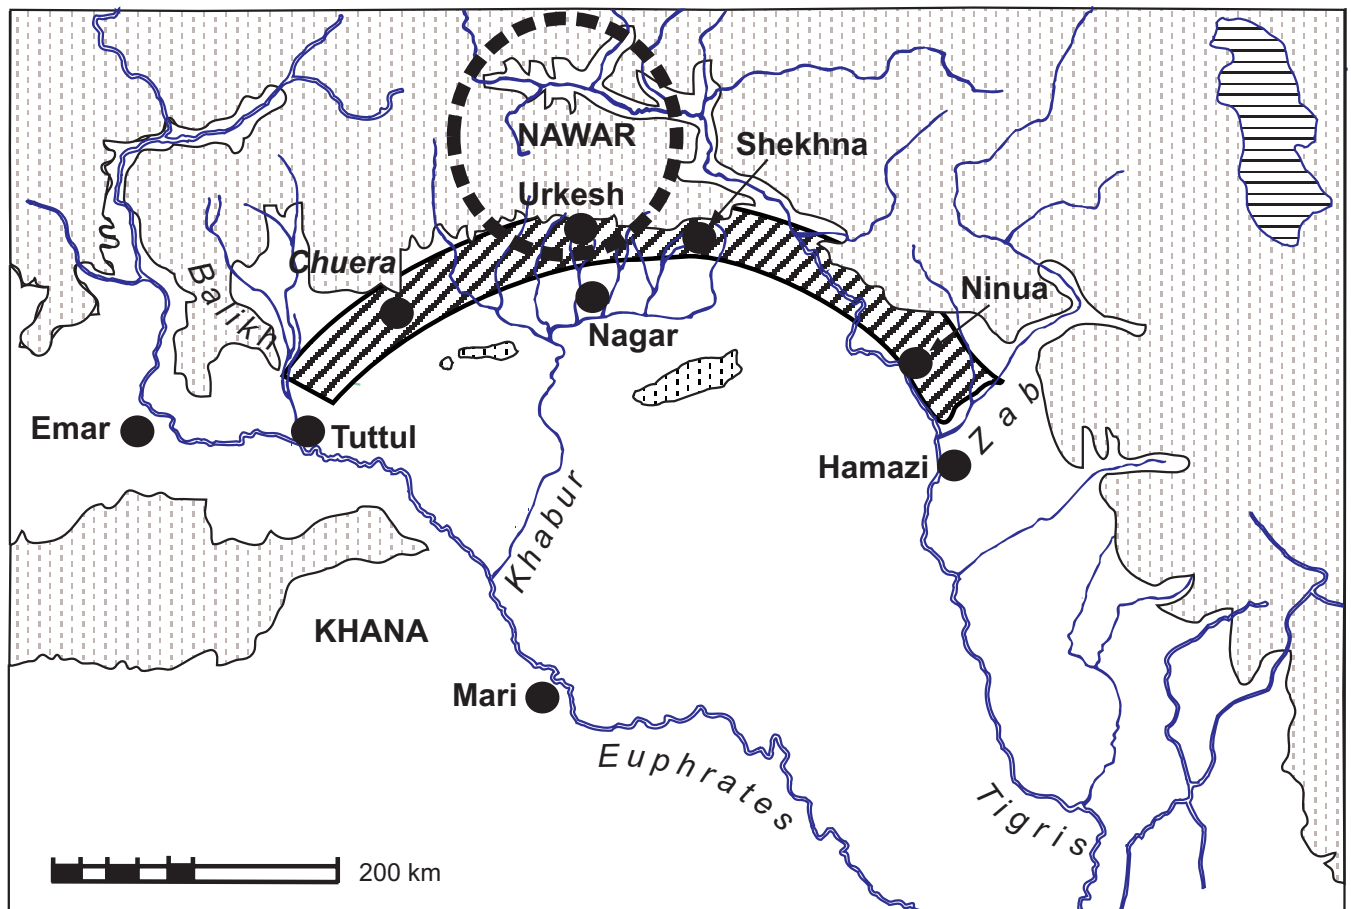 NAWAR
Shekhna
Urkesh
Chuera
Balikh
Ninua
Nagar
Zab
Emar
Tuttul
Hamazi
Khabur
KHANA
Mari
Euphrates
Tigris
200 km